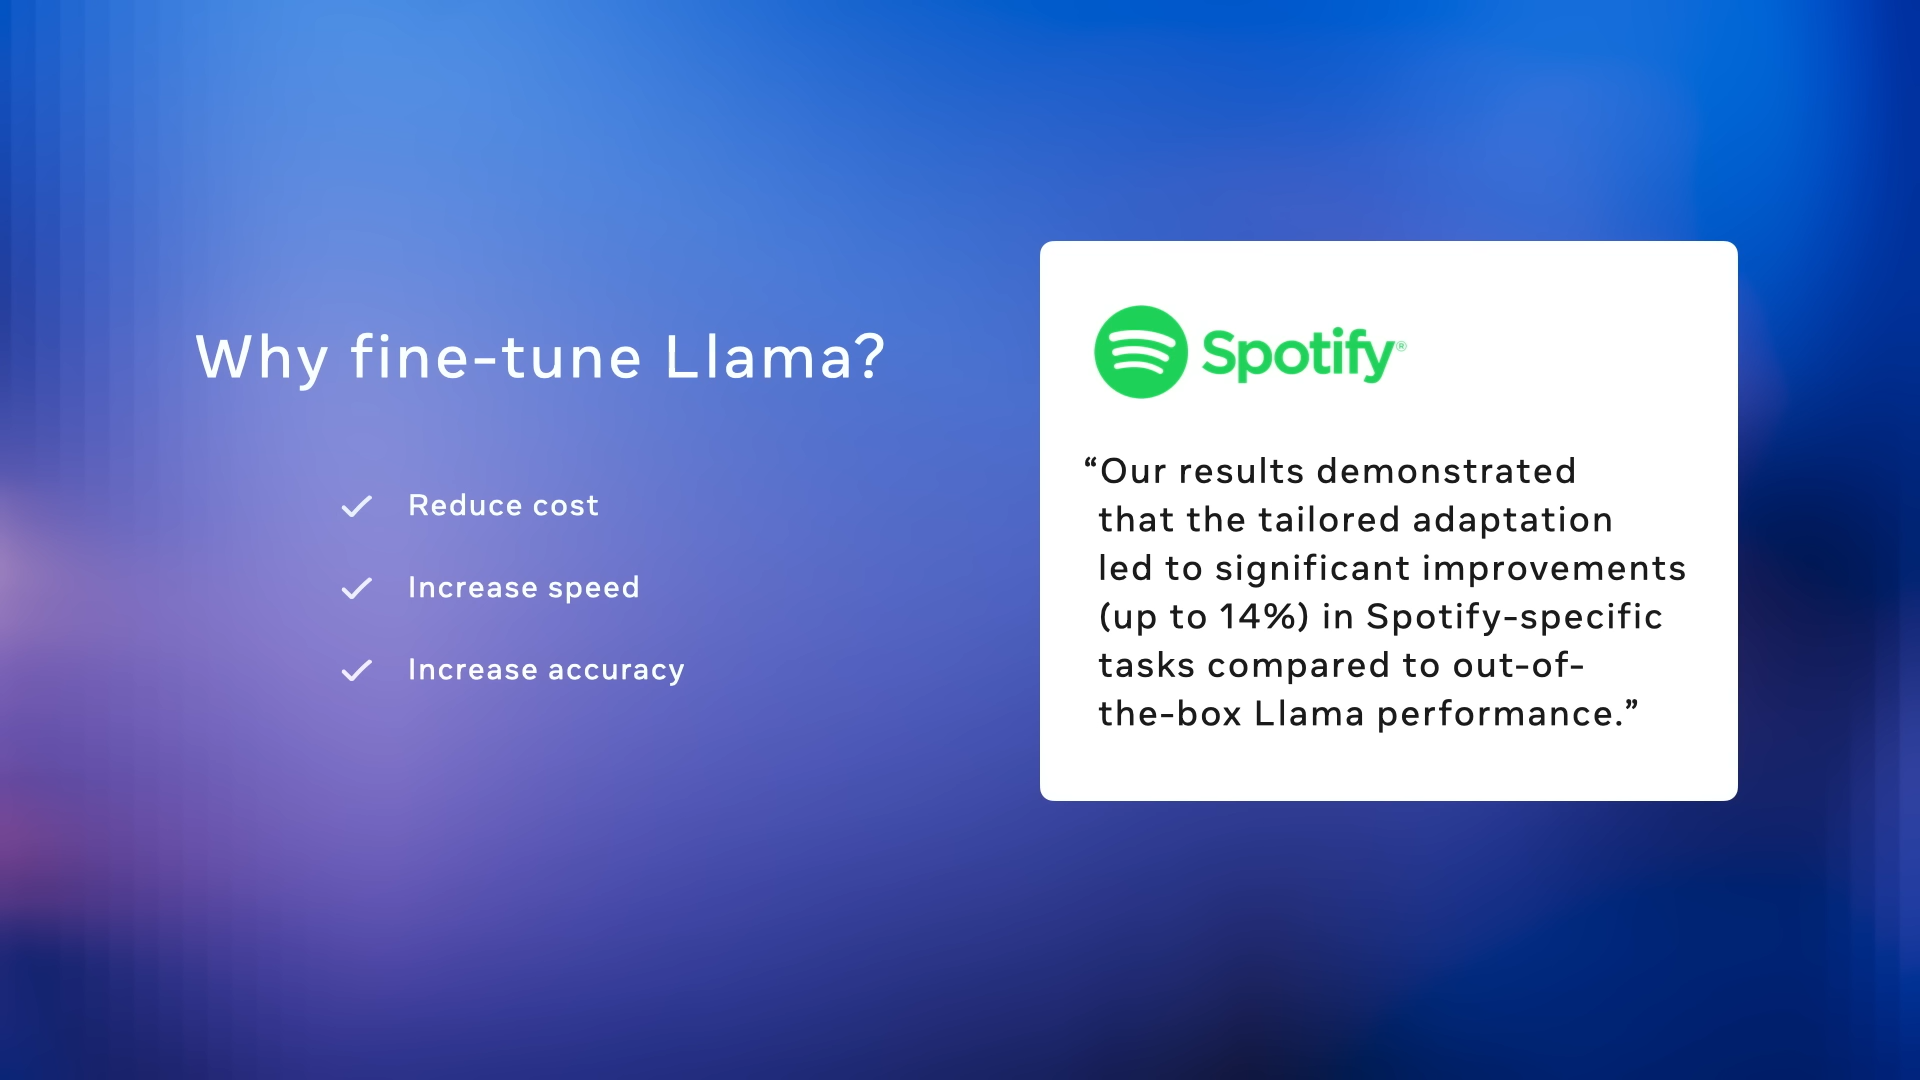 Why fine-tune Llama?
Reduce cost
Increase speed
Increase accuracy
Spotify®
“Our results demonstrated
that the tailored adaptation
led to significant improvements
(up to 14%) in Spotify-specific
tasks compared to out-of-
the-box Llama performance.”